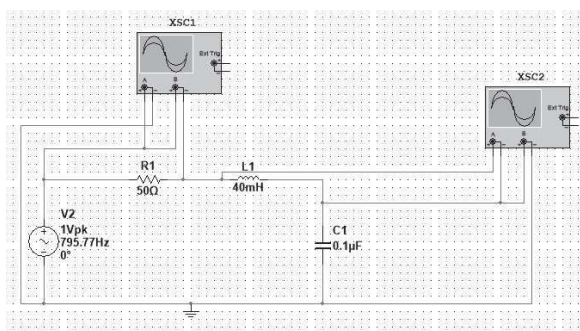 XSC1
Ext Trig
A
B
XSC2
Ext Trig
A
B
R1
50Ω
L1
40mH
V2
1Vpk
795.77Hz
0°
C1
0.1µF